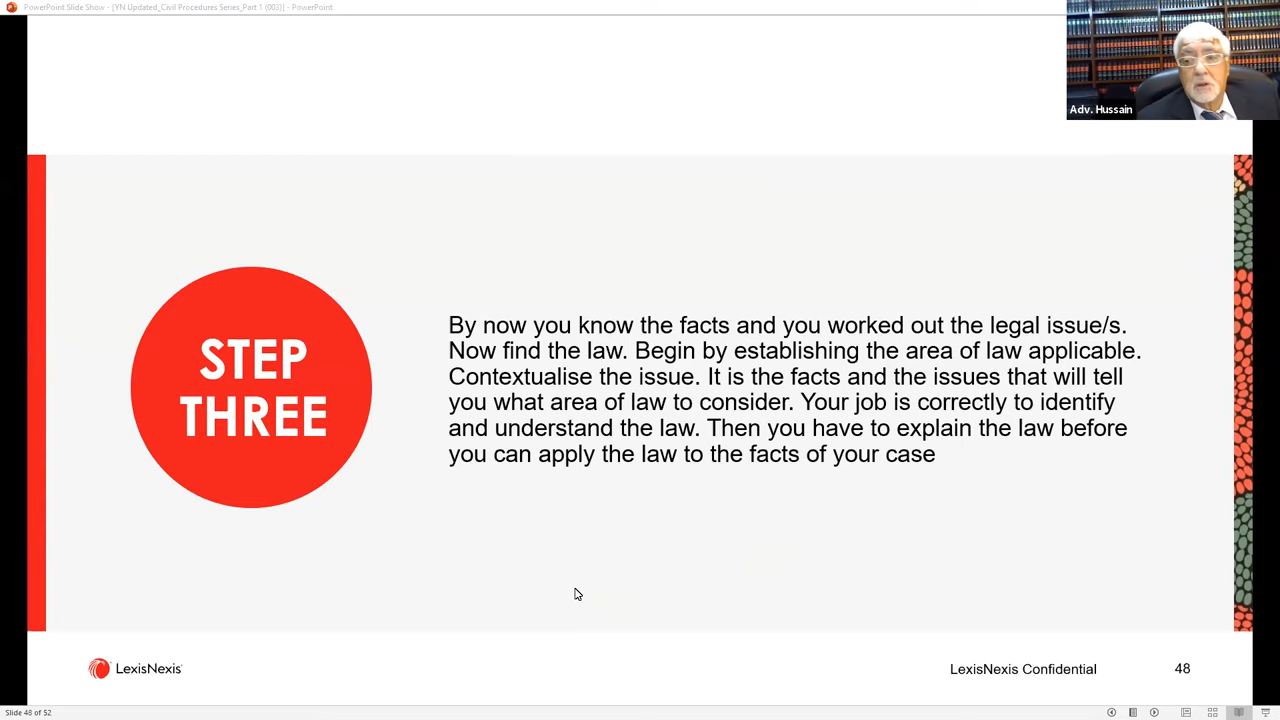 PowerPoint Slide Show - [YN Updated_Civil Procedures Series_Part 1 (003)] - PowerPoint
Adv. Hussain
STEP
THREE
By now you know the facts and you worked out the legal issue/s.
Now find the law. Begin by establishing the area of law applicable.
Contextualise the issue. It is the facts and the issues that will tell
you what area of law to consider. Your job is correctly to identify
and understand the law. Then you have to explain the law before
you can apply the law to the facts of your case
LexisNexis
LexisNexis Confidential
48
Slide 48 of 52